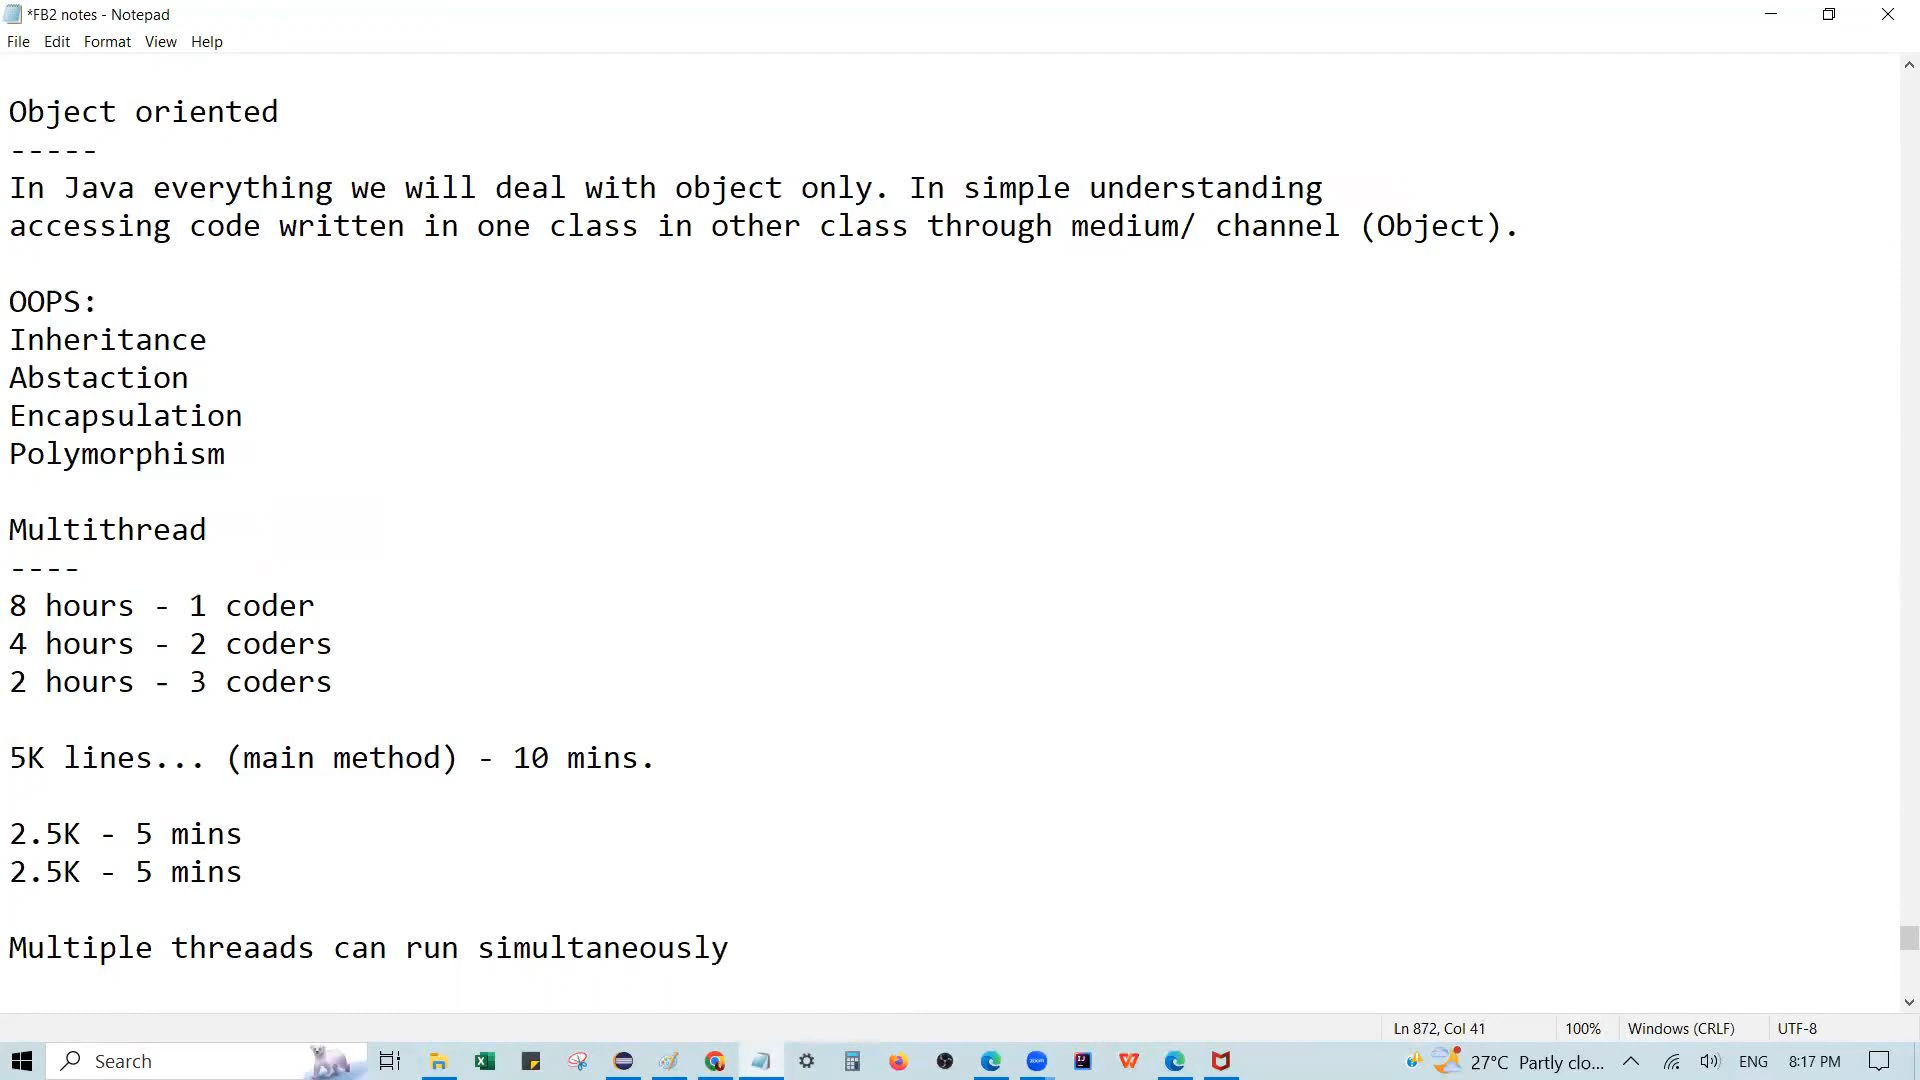 *FB2 notes - Notepad
File Edit Format View Help
Object oriented
-----
In Java everything we will deal with object only. In simple understanding
accessing code written in one class in other class through medium/ channel (Object).
OOPS:
Inheritance
Abstaction
Encapsulation
Polymorphism
Multithread
----
8 hours - 1 coder
4 hours - 2 coders
2 hours - 3 coders
5K lines... (main method) - 10 mins.
2.5K - 5 mins
2.5K - 5 mins
Multiple threaads can run simultaneously
Ln 872, Col 41 100% Windows (CRLF) UTF-8
Search 27°C Partly clo... ENG 8:17 PM